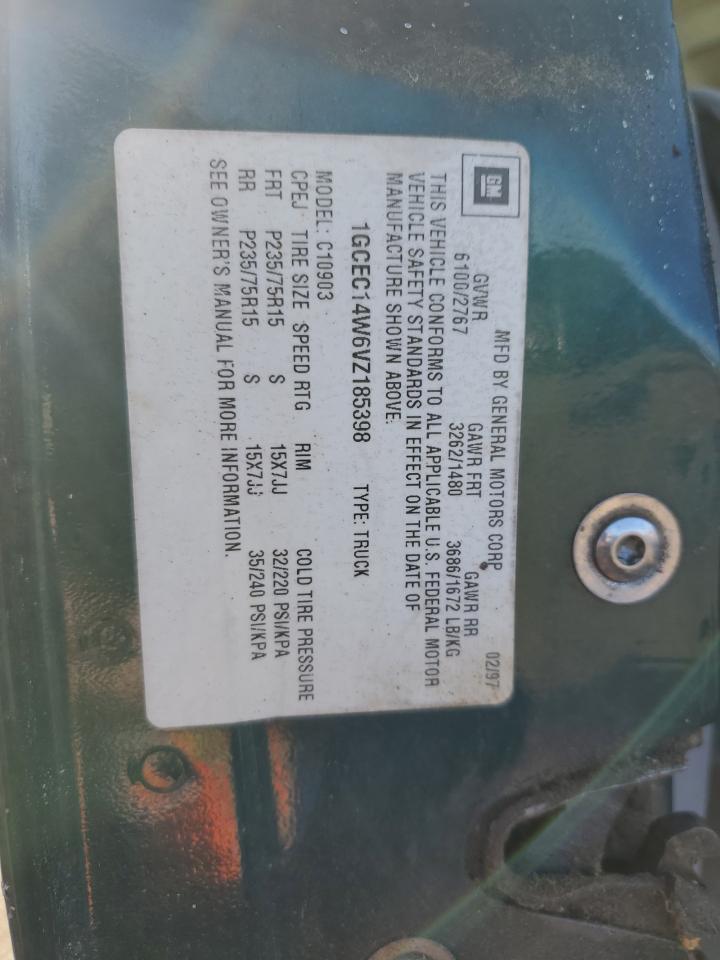 GM
MFD BY GENERAL MOTORS CORP 02/97
GVWR GAWR FRT GAWR RR
6100/2767 3262/1480 3686/1672 LB/KG
THIS VEHICLE CONFORMS TO ALL APPLICABLE U.S. FEDERAL MOTOR
VEHICLE SAFETY STANDARDS IN EFFECT ON THE DATE OF
MANUFACTURE SHOWN ABOVE.
1GCEC14W6VZ185398 TYPE: TRUCK
MODEL: C10903
CPEJ TIRE SIZE SPEED RTG RIM COLD TIRE PRESSURE
FRT P235/75R15 S 15X7JJ 32/220 PSI/KPA
RR P235/75R15 S 15X7JJ 35/240 PSI/KPA
SEE OWNER'S MANUAL FOR MORE INFORMATION.